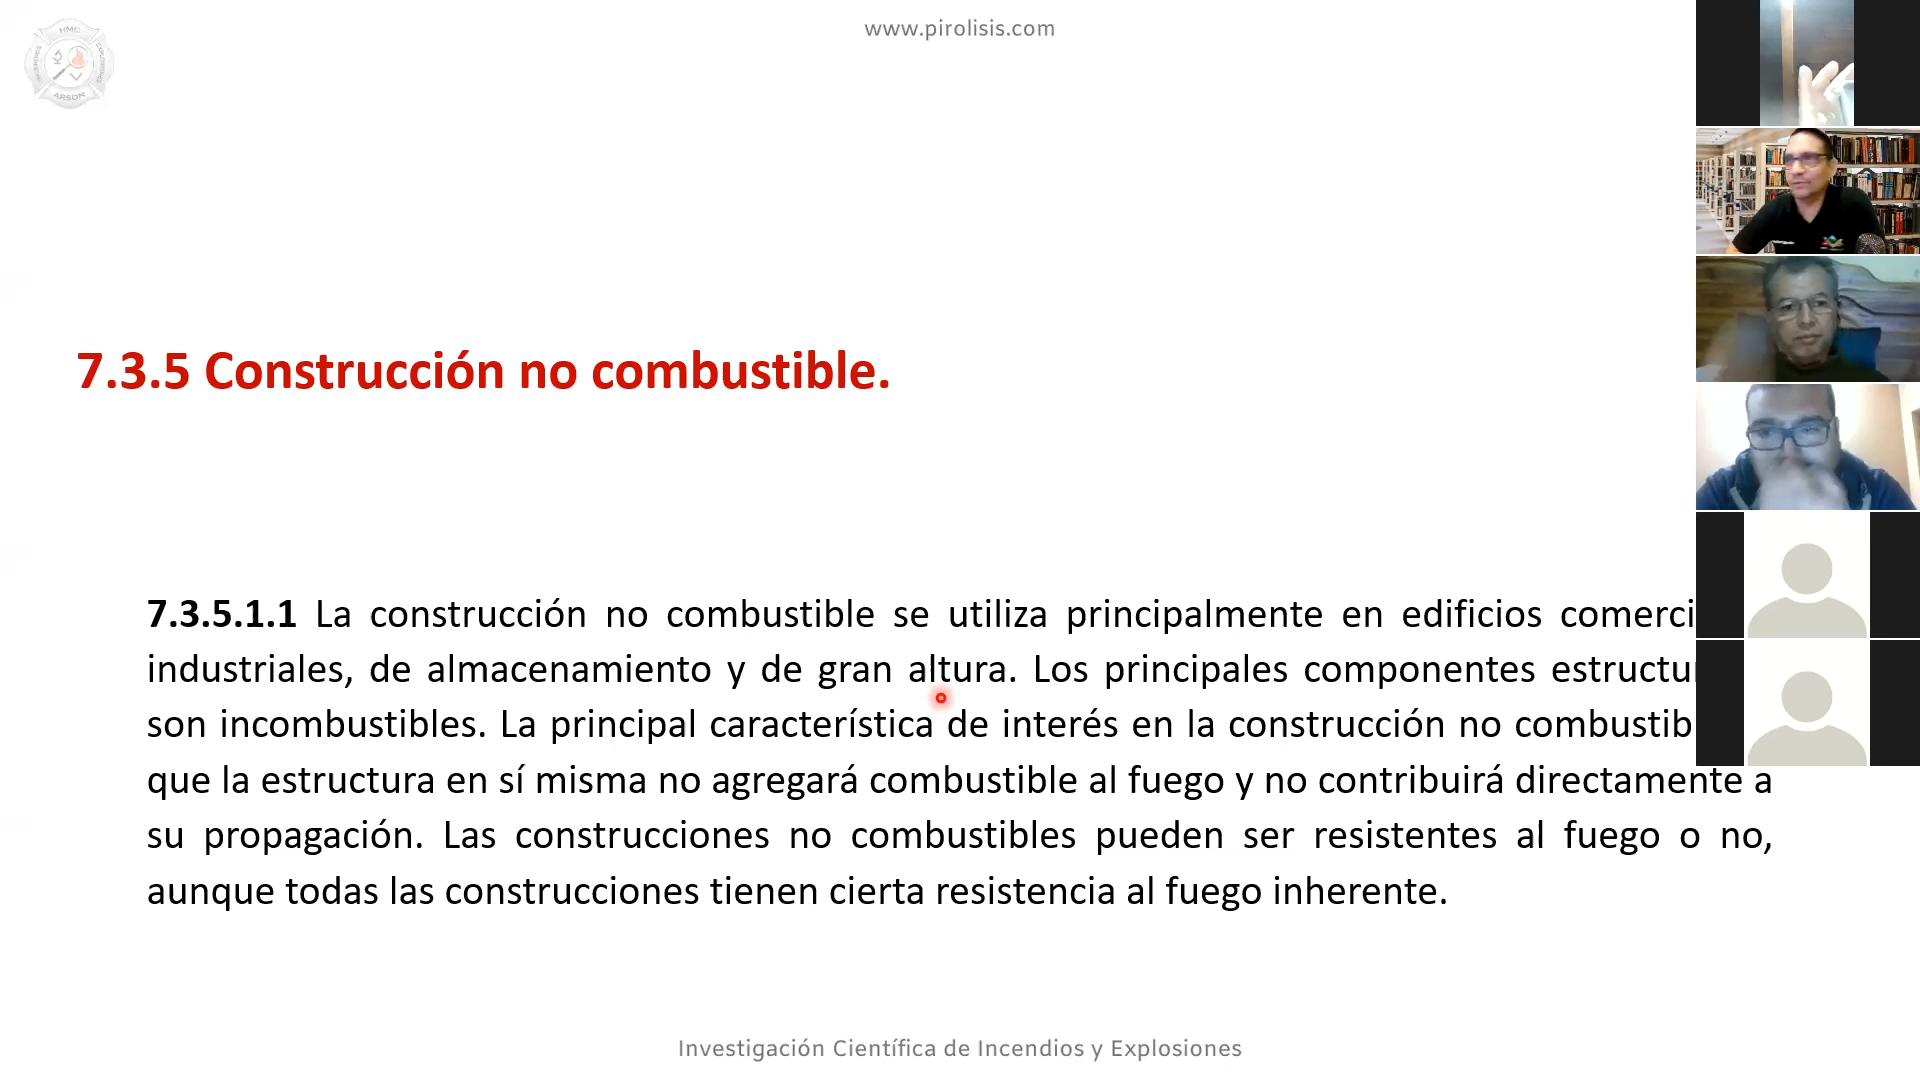 www.pirolisis.com
HMC
ARSON
7.3.5 Construcción no combustible.
7.3.5.1.1 La construcción no combustible se utiliza principalmente en edificios
industriales, de almacenamiento y de gran altura. Los principales componentes
son incombustibles. La principal característica de interés en la construcción no
que la estructura en sí misma no agregará combustible al fuego y no contribuirá directamente a
su propagación. Las construcciones no combustibles pueden ser resistentes al fuego o no,
aunque todas las construcciones tienen cierta resistencia al fuego inherente.
Investigación Científica de Incendios y Explosiones